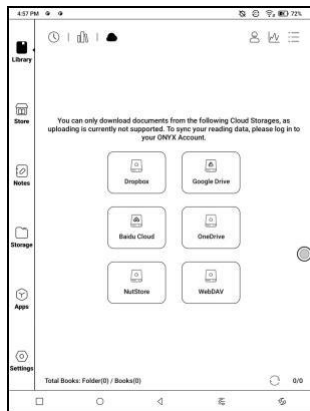 4:57 PM
72%
Library
Store
You can only download documents from the following Cloud Storages, as
uploading is currently not supported. To sync your reading data, please log in to
your ONYX Account.
Dropbox
Google Drive
Notes
Baidu Cloud
OneDrive
Storage
NutStore
WebDAV
Apps
Settings
Total Books: Folder(0) / Books(0)
0/0